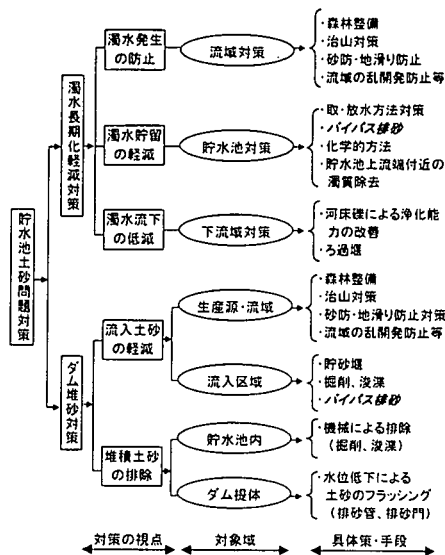 貯水池土砂問題対策
濁水長期化軽減対策
濁水発生
の防止
流域対策
・森林整備
・治山対策
・砂防・地滑り防止
・流域の乱開発防止等
濁水貯留
の軽減
貯水池対策
・取・放水方法対策
・バイパス排砂
・化学的方法
・貯水池上流端付近の
濁質除去
濁水流下
の低減
下流域対策
・河床礫による浄化能
力の改善
・ろ過堰
ダム堆砂対策
流入土砂
の軽減
生産源・流域
・森林整備
・治山対策
・砂防・地滑り防止対策
・流域の乱開発防止等
流入区域
・貯砂堰
・掘削、浚渫
・バイパス排砂
堆積土砂
の排除
貯水池内
・機械による排除
(掘削、浚渫)
ダム堤体
・水位低下による
土砂のフラッシング
(排砂管、排砂門)
対策の視点
対象域
具体策・手段